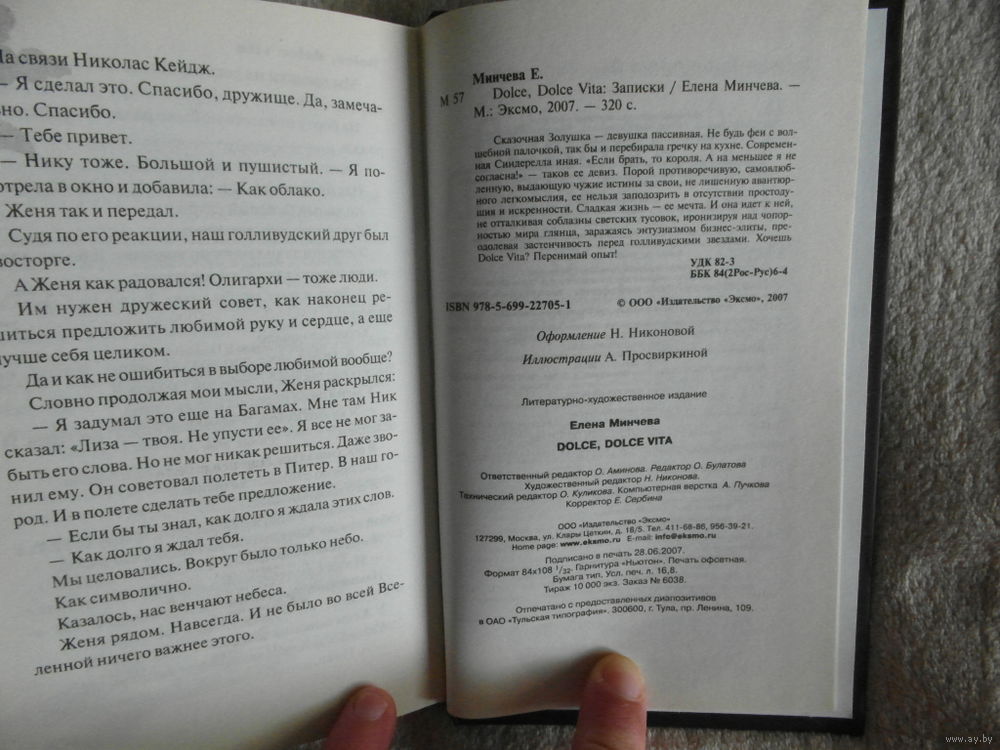 На связи Николас Кейдж.
— Я сделал это. Спасибо, дружище. Да, замеча-
но. Спасибо.
— Тебе привет.
— Нику тоже. Большой и пушистый. — Я по-
отрела в окно и добавила: — Как облако.
Женя так и передал.
Судя по его реакции, наш голливудский друг был
восторге.
А Женя как радовался! Олигархи — тоже люди.
Им нужен дружеский совет, как наконец ре-
шиться предложить любимой руку и сердце, а еще
лучше себя целиком.
Да и как не ошибиться в выборе любимой вообще?
Словно продолжая мои мысли, Женя раскрылся:
— Я задумал это еще на Багамах. Мне там Ник
сказал: «Лиза — твоя. Не упусти ее». Я все не мог за-
быть его слова. Но не мог никак решиться. Даже зво-
нил ему. Он советовал полететь в Питер. В наш го-
род. И в полете сделать тебе предложение.
— Если бы ты знал, как долго я ждала этих слов.
— Как долго я ждал тебя.
Мы целовались. Вокруг было только небо.
Как символично.
Казалось, нас венчают небеса.
Женя рядом. Навсегда. И не было во всей Все-
ленной ничего важнее этого.
Минчева Е.
М 57 Dolce, Dolce Vita: Записки / Елена Минчева. —
М.: Эксмо, 2007. — 320 с.
Сказочная Золушка — девушка пассивная. Не будь феи с вол-
шебной палочкой, так бы и перебирала гречку на кухне. Современ-
ная Синдерелла иная. «Если брать, то короля. А на меньшее я не
согласна!» — таков ее девиз. Порой противоречивую, самовлюб-
ленную, выдающую чужие истины за свои, не лишенную авантюр-
ного легкомыслия, ее нельзя заподозрить в отсутствии простоду-
шия и искренности. Сладкая жизнь — ее мечта. И она идет к ней,
не отталкивая соблазны светских тусовок, иронизируя над чопор-
ностью мира глянца, заражаясь энтузиазмом бизнес-элиты, пре-
одолевая застенчивость перед голливудскими звездами. Хочешь
Dolce Vita? Перенимай опыт!
УДК 82-3
ББК 84(2Рос-Рус)6-4
ISBN 978-5-699-22705-1 © ООО «Издательство «Эксмо», 2007
Оформление Н. Никоновой
Иллюстрации А. Просвиркиной
Литературно-художественное издание
Елена Минчева
DOLCE, DOLCE VITA
Ответственный редактор О. Аминова. Редактор О. Булатова
Художественный редактор Н. Никонова.
Технический редактор О. Куликова. Компьютерная верстка А. Пучкова
Корректор Е. Сербина
ООО «Издательство «Эксмо»
127299, Москва, ул. Клары Цеткин, д. 18/5. Тел. 411-68-86, 956-39-21.
Home page: www.eksmo.ru E-mail: info@eksmo.ru
Подписано в печать 28.06.2007.
Формат 84x108 1/32. Гарнитура «Ньютон». Печать офсетная.
Бумага тип. Усл. печ. л. 16,8.
Тираж 10 000 экз. Заказ № 6038.
Отпечатано с предоставленных диапозитивов
в ОАО «Тульская типография». 300600, г. Тула, пр. Ленина, 109.
www.ay.by